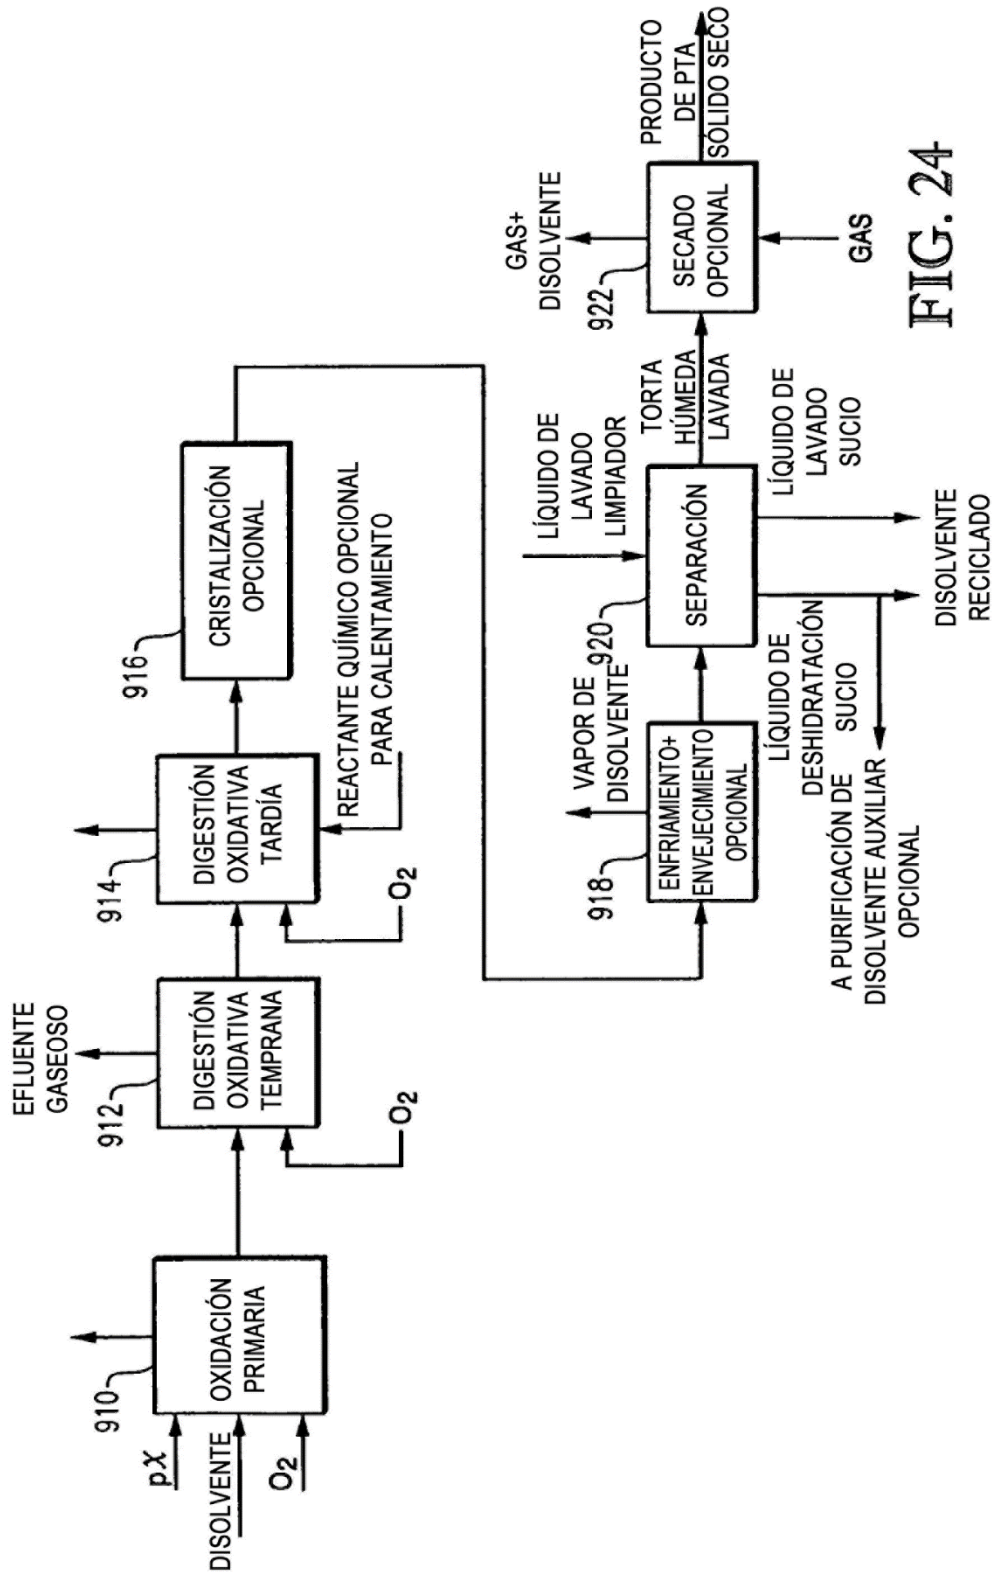 EFLUENTE
GASEOSO
910
912
914
916
pX
DISOLVENTE
O2
OXIDACIÓN
PRIMARIA
DIGESTIÓN
OXIDATIVA
TEMPRANA
O2
DIGESTIÓN
OXIDATIVA
TARDÍA
O2
REACTANTE QUÍMICO OPCIONAL
PARA CALENTAMIENTO
CRISTALIZACIÓN
OPCIONAL
918
VAPOR DE
DISOLVENTE
ENFRIAMIENTO+
ENVEJECIMIENTO
OPCIONAL
920
LÍQUIDO DE
LAVADO
LIMPIADOR
SEPARACIÓN
TORTA
HÚMEDA
LAVADA
922
GAS+
DISOLVENTE
SECADO
OPCIONAL
GAS
PRODUCTO
DE PTA
SÓLIDO SECO
LÍQUIDO DE
DESHIDRATACIÓN
SUCIO
LÍQUIDO DE
LAVADO
SUCIO
A PURIFICACIÓN DE
DISOLVENTE AUXILIAR
OPCIONAL
DISOLVENTE
RECICLADO
FIG. 24